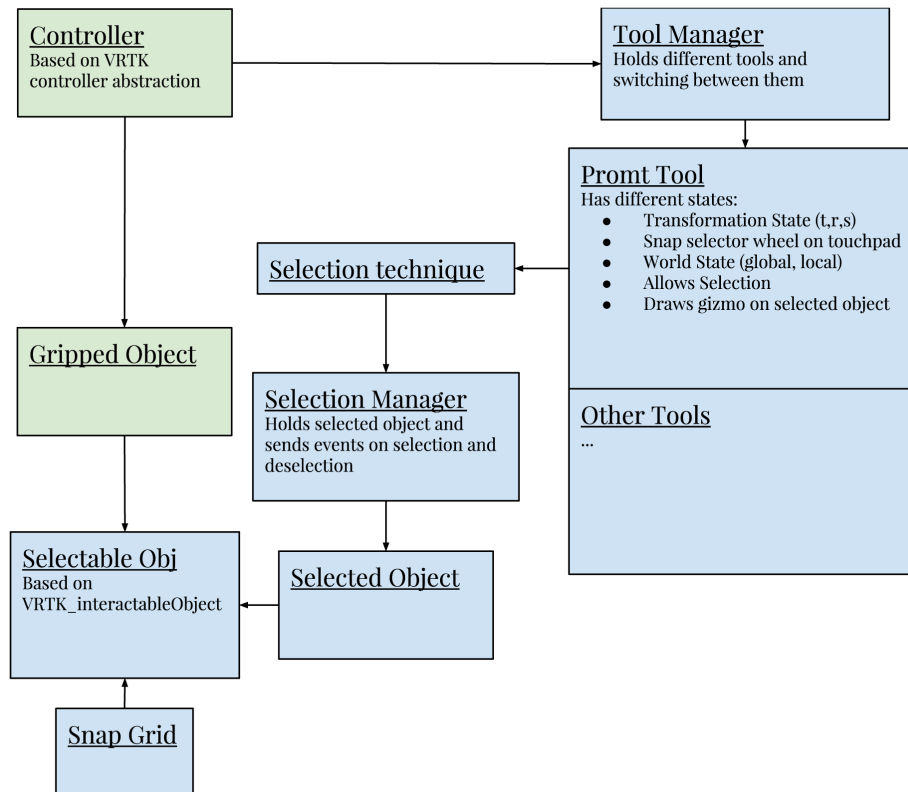 Controller
Based on VRTK
controller abstraction
Tool Manager
Holds different tools and
switching between them
Promt Tool
Has different states:
● Transformation State (t,r,s)
● Snap selector wheel on touchpad
● World State (global, local)
● Allows Selection
● Draws gizmo on selected object
Selection technique
Gripped Object
Selection Manager
Holds selected object and
sends events on selection and
deselection
Other Tools
...
Selectable Obj
Based on
VRTK_interactableObject
Selected Object
Snap Grid